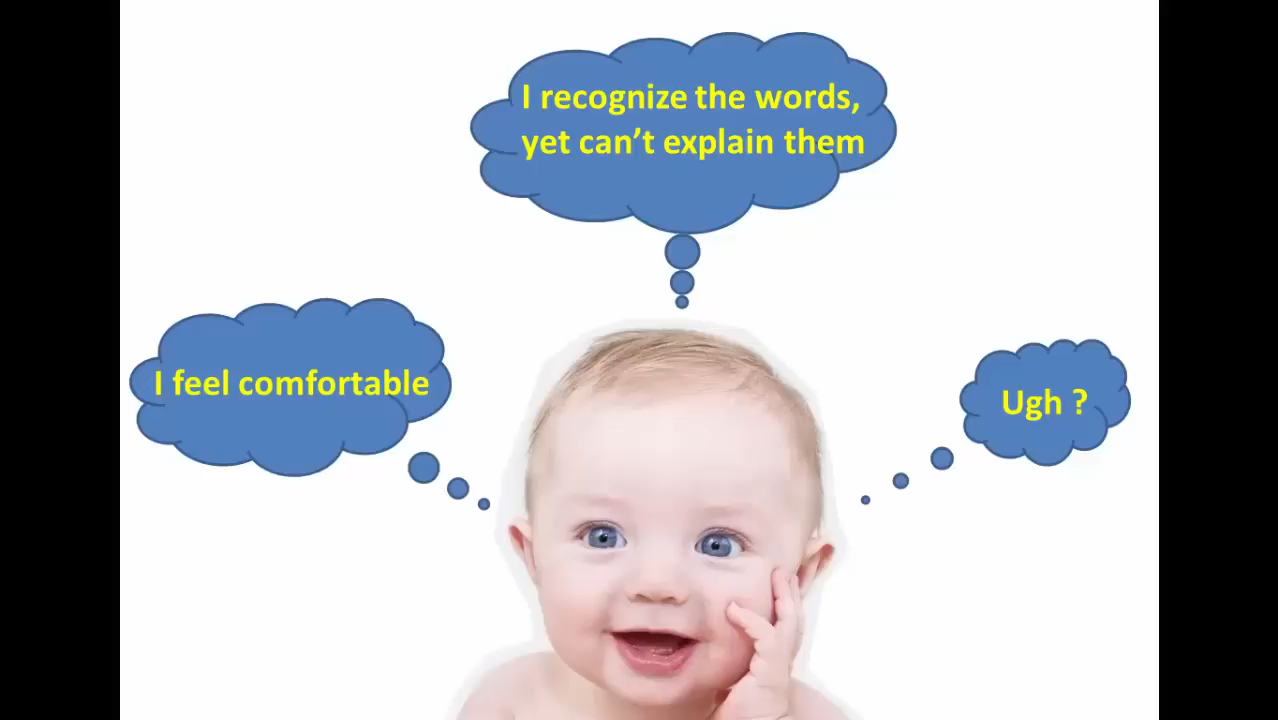 I recognize the words,
yet can't explain them
I feel comfortable
Ugh ?